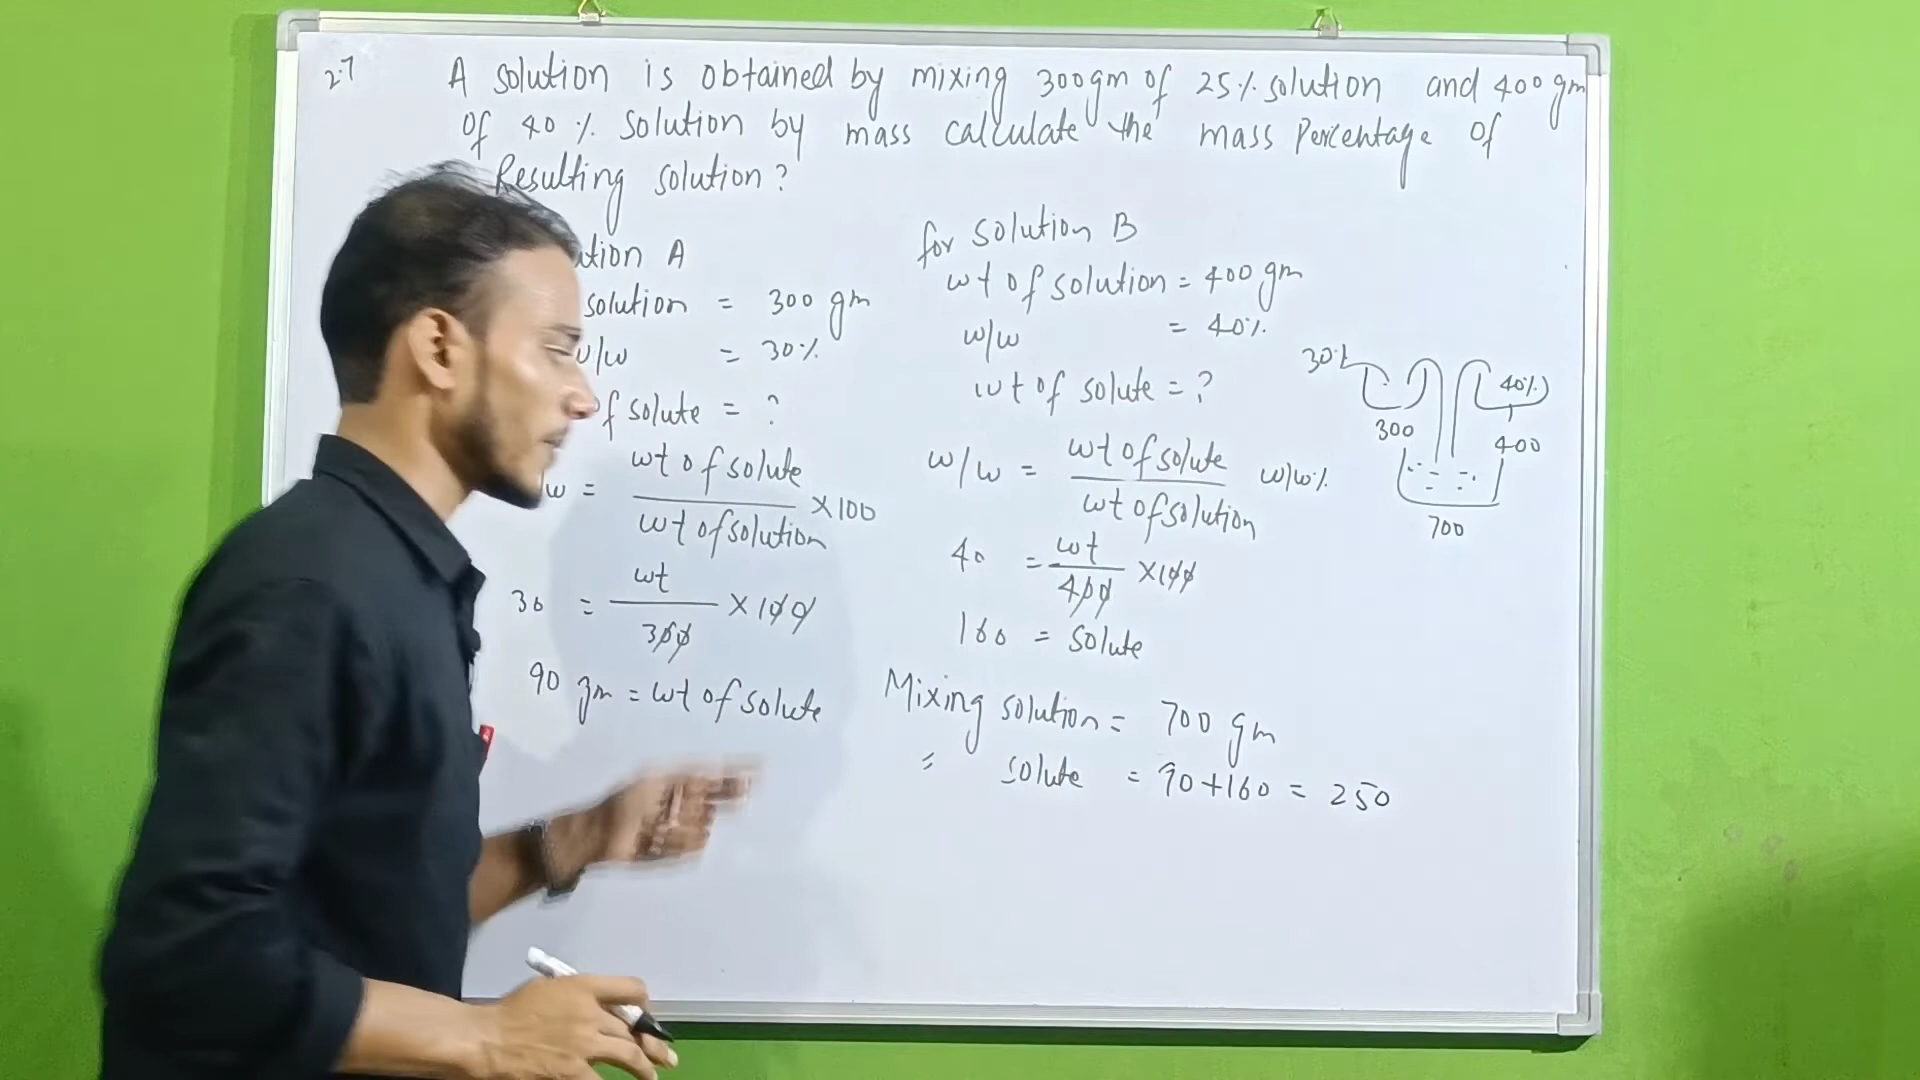 2.7
A solution is obtained by mixing 300gm of 25% solution and 400 gm
of 40 % solution by mass calculate the mass Percentage of
Resulting solution?
A
solution = 300 gm
= 30%
of solute = ?
= wt of solute
wt of solution ×100
30 = wt
300 ×100
90 gm = wt of solute
for solution B
wt of solution = 400 gm
w/w = 40%
wt of solute = ?
w/w = wt of solute w/w%
wt of solution
40 = wt
400 ×100
160 = solute
Mixing solution = 700 gm
= solute = 90+160 = 250
30%
40%
300
400
700